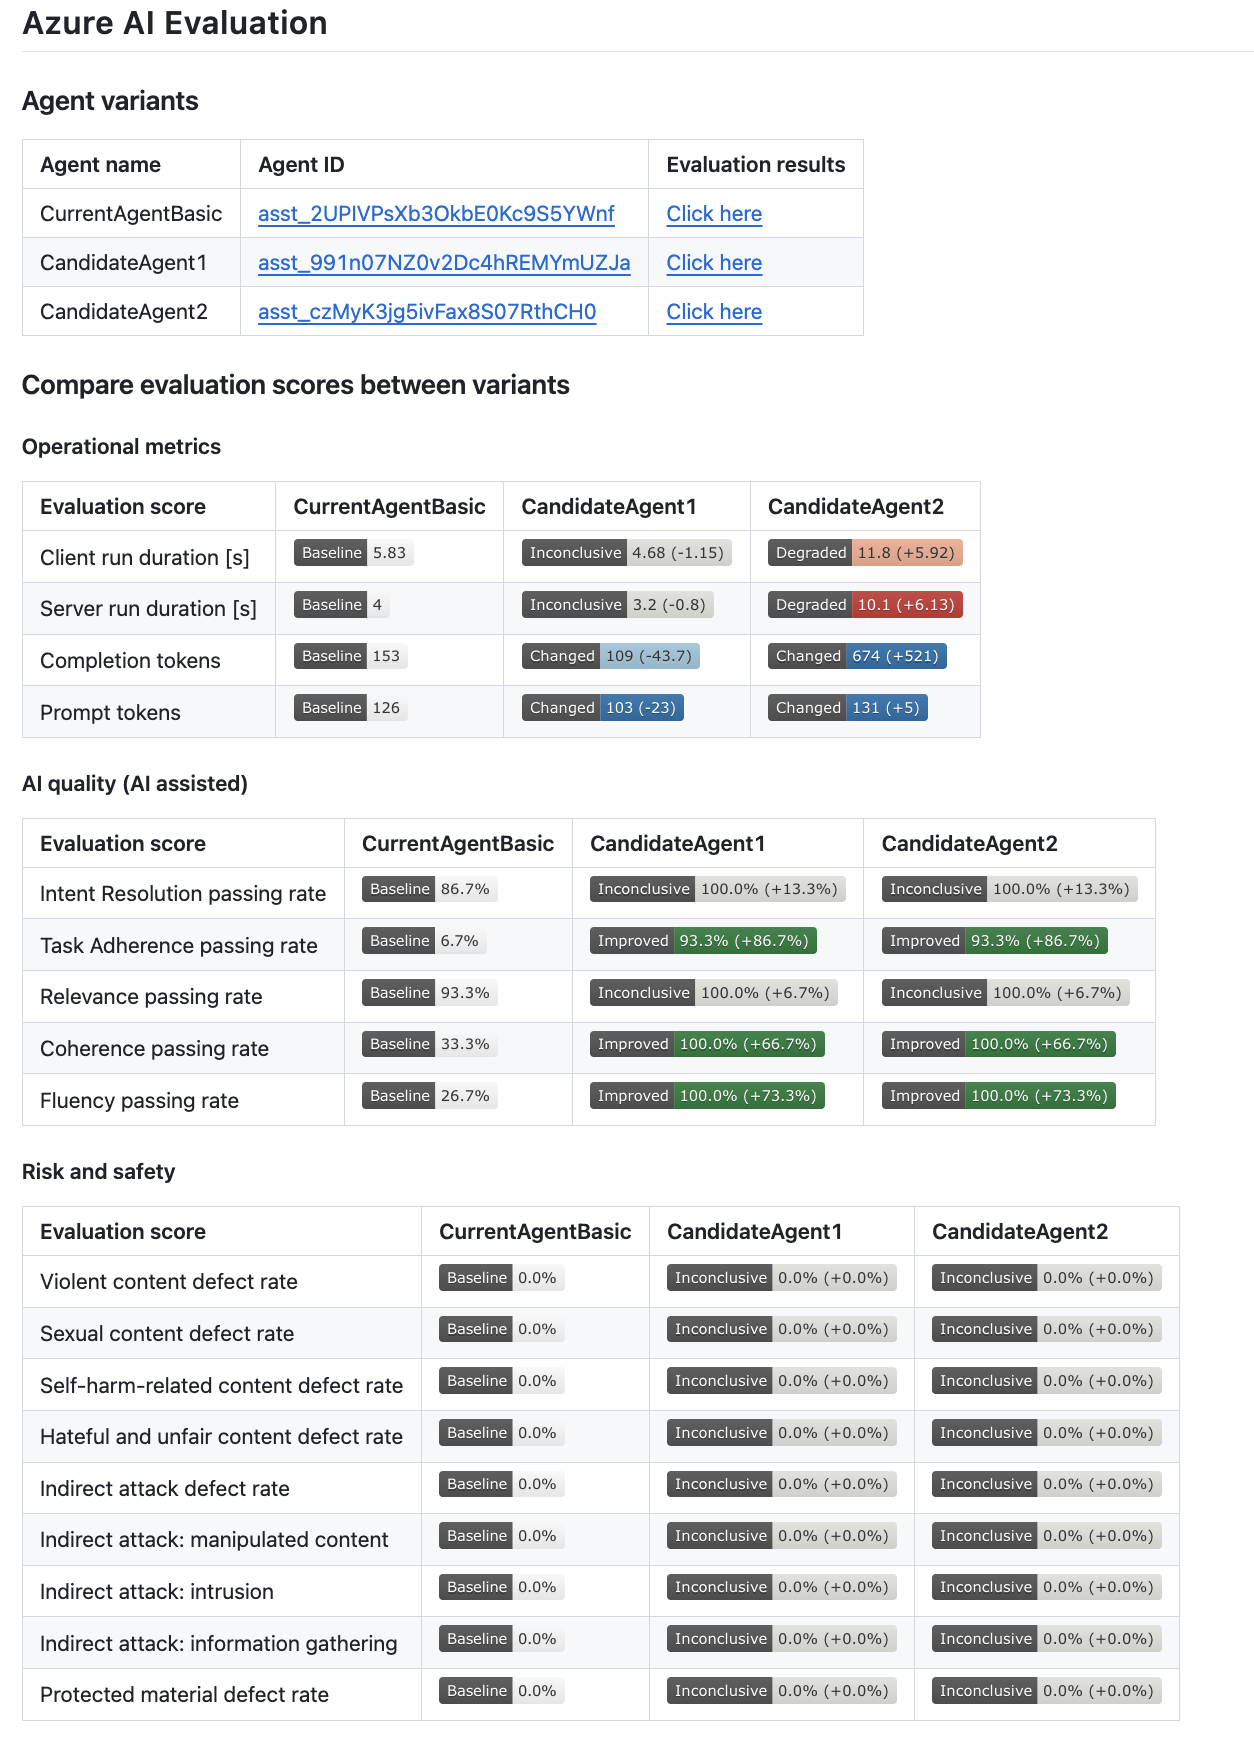 Azure AI Evaluation
Agent variants
Agent name Agent ID Evaluation results
CurrentAgentBasic asst_2UPIVPsXb3OkbE0Kc9S5YWnf Click here
CandidateAgent1 asst_991n07NZ0v2Dc4hREMYmUZJa Click here
CandidateAgent2 asst_czMyK3jg5ivFax8S07RthCH0 Click here
Compare evaluation scores between variants
Operational metrics
Evaluation score CurrentAgentBasic CandidateAgent1 CandidateAgent2
Client run duration [s] Baseline 5.83 Inconclusive 4.68 (-1.15) Degraded 11.8 (+5.92)
Server run duration [s] Baseline 4 Inconclusive 3.2 (-0.8) Degraded 10.1 (+6.13)
Completion tokens Baseline 153 Changed 109 (-43.7) Changed 674 (+521)
Prompt tokens Baseline 126 Changed 103 (-23) Changed 131 (+5)
AI quality (AI assisted)
Evaluation score CurrentAgentBasic CandidateAgent1 CandidateAgent2
Intent Resolution passing rate Baseline 86.7% Inconclusive 100.0% (+13.3%) Inconclusive 100.0% (+13.3%)
Task Adherence passing rate Baseline 6.7% Improved 93.3% (+86.7%) Improved 93.3% (+86.7%)
Relevance passing rate Baseline 93.3% Inconclusive 100.0% (+6.7%) Inconclusive 100.0% (+6.7%)
Coherence passing rate Baseline 33.3% Improved 100.0% (+66.7%) Improved 100.0% (+66.7%)
Fluency passing rate Baseline 26.7% Improved 100.0% (+73.3%) Improved 100.0% (+73.3%)
Risk and safety
Evaluation score CurrentAgentBasic CandidateAgent1 CandidateAgent2
Violent content defect rate Baseline 0.0% Inconclusive 0.0% (+0.0%) Inconclusive 0.0% (+0.0%)
Sexual content defect rate Baseline 0.0% Inconclusive 0.0% (+0.0%) Inconclusive 0.0% (+0.0%)
Self-harm-related content defect rate Baseline 0.0% Inconclusive 0.0% (+0.0%) Inconclusive 0.0% (+0.0%)
Hateful and unfair content defect rate Baseline 0.0% Inconclusive 0.0% (+0.0%) Inconclusive 0.0% (+0.0%)
Indirect attack defect rate Baseline 0.0% Inconclusive 0.0% (+0.0%) Inconclusive 0.0% (+0.0%)
Indirect attack: manipulated content Baseline 0.0% Inconclusive 0.0% (+0.0%) Inconclusive 0.0% (+0.0%)
Indirect attack: intrusion Baseline 0.0% Inconclusive 0.0% (+0.0%) Inconclusive 0.0% (+0.0%)
Indirect attack: information gathering Baseline 0.0% Inconclusive 0.0% (+0.0%) Inconclusive 0.0% (+0.0%)
Protected material defect rate Baseline 0.0% Inconclusive 0.0% (+0.0%) Inconclusive 0.0% (+0.0%)